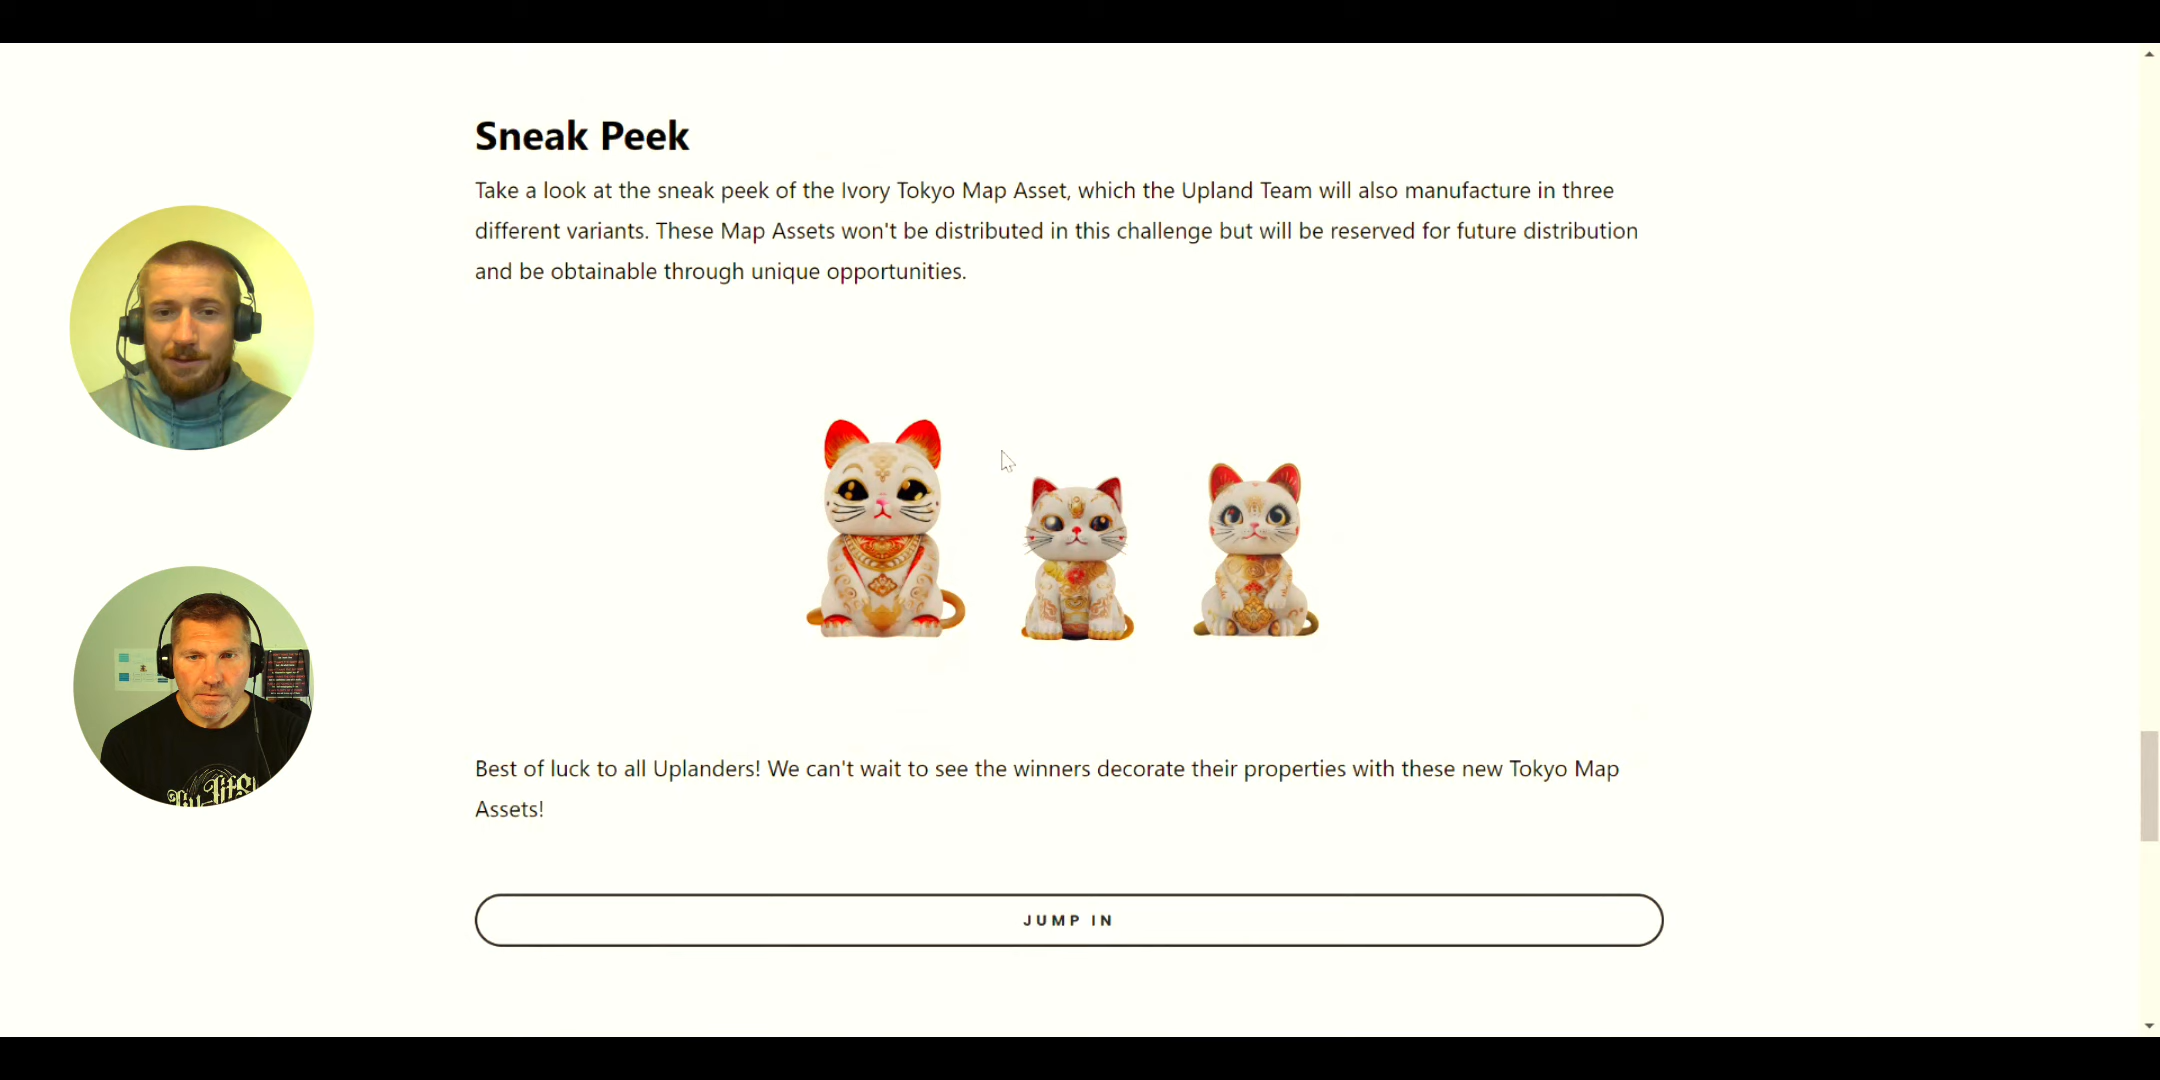 Sneak Peek
Take a look at the sneak peek of the Ivory Tokyo Map Asset, which the Upland Team will also manufacture in three
different variants. These Map Assets won't be distributed in this challenge but will be reserved for future distribution
and be obtainable through unique opportunities.
Best of luck to all Uplanders! We can't wait to see the winners decorate their properties with these new Tokyo Map
Assets!
JUMP IN